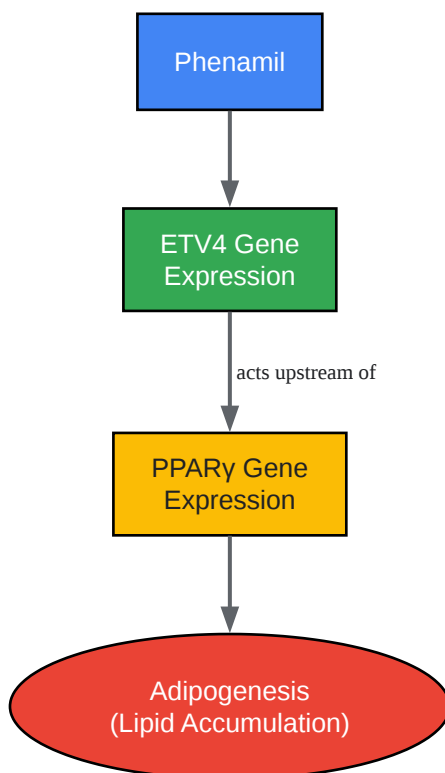 Phenamil
ETV4 Gene
Expression
acts upstream of
PPARγ Gene
Expression
Adipogenesis
(Lipid Accumulation)